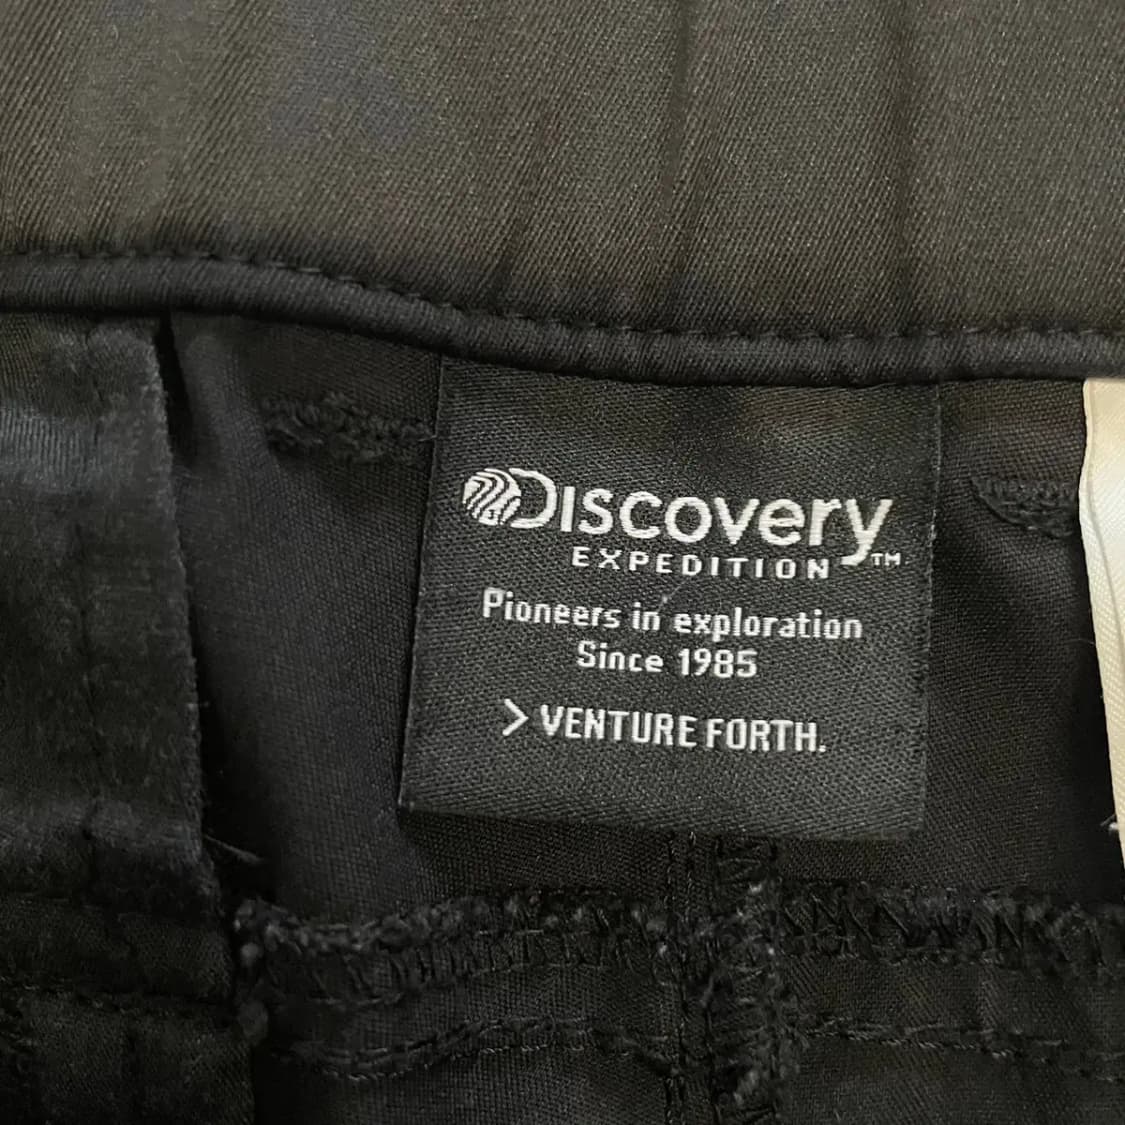 Discovery
EXPEDITION™
Pioneers in exploration
Since 1985
> VENTURE FORTH.